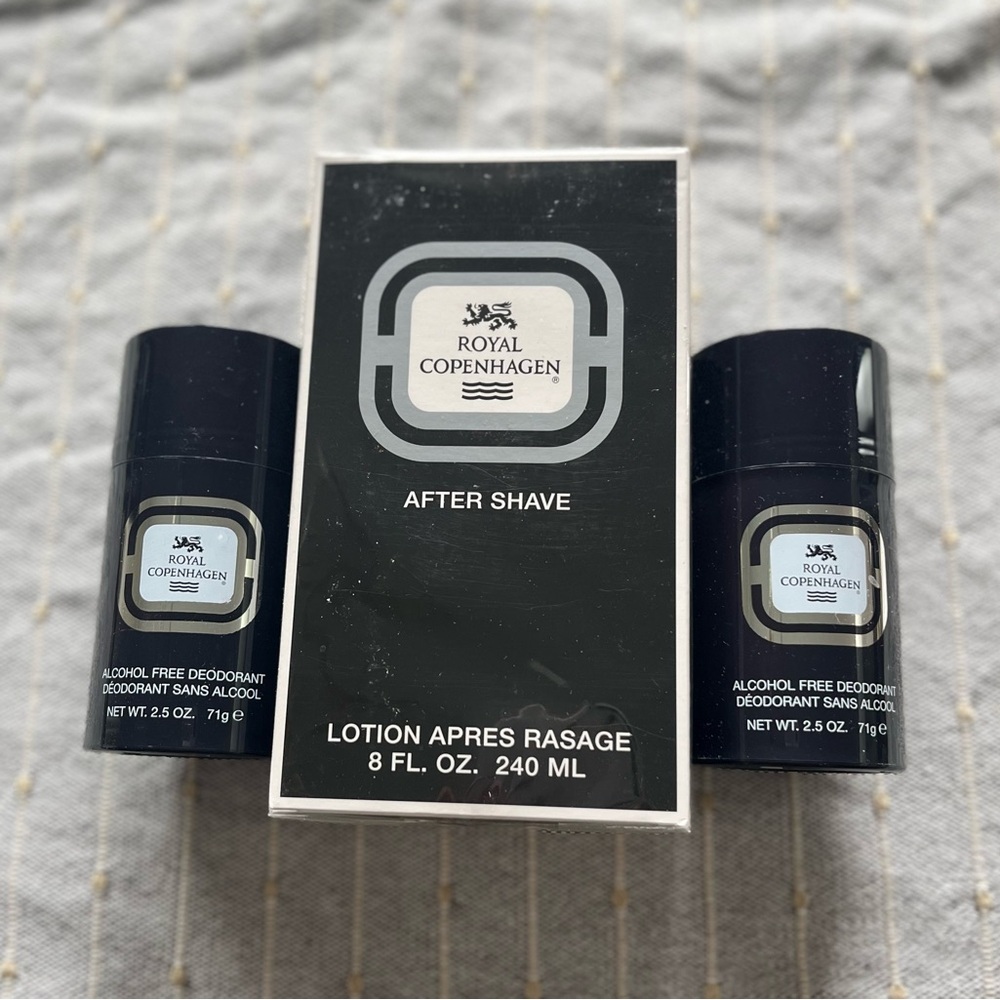 ROYAL
COPENHAGEN®
AFTER SHAVE
LOTION APRES RASAGE
8 FL. OZ. 240 ML
ROYAL
COPENHAGEN®
ALCOHOL FREE DEODORANT
DÉODORANT SANS ALCOOL
NET WT. 2.5 OZ. 71g ℮
ROYAL
COPENHAGEN®
ALCOHOL FREE DEODORANT
DÉODORANT SANS ALCOOL
NET WT. 2.5 OZ. 71g ℮